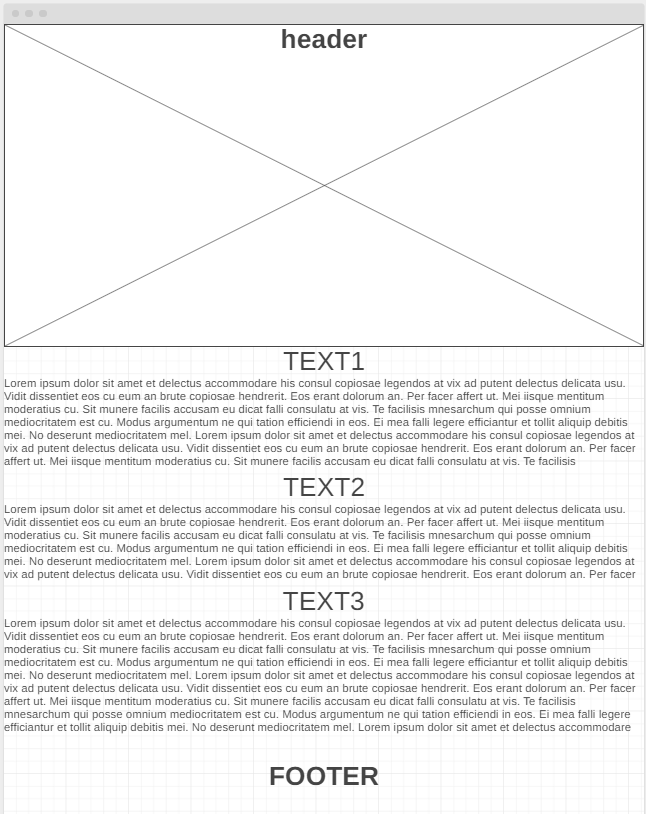 header
TEXT1
Lorem ipsum dolor sit amet et delectus accommodare his consul copiosae legendos at vix ad putent delectus delicata usu.
Vidit dissentiet eos cu eum an brute copiosae hendrerit. Eos erant dolorum an. Per facer affert ut. Mei iisque mentitum
moderatius cu. Sit munere facilis accusam eu dicat falli consulatu at vis. Te facilisis mnesarchum qui posse omnium
mediocritatem est cu. Modus argumentum ne qui tation efficiendi in eos. Ei mea falli legere efficiantur et tollit aliquip debitis
mei. No deserunt mediocritatem mel. Lorem ipsum dolor sit amet et delectus accommodare his consul copiosae legendos at
vix ad putent delectus delicata usu. Vidit dissentiet eos cu eum an brute copiosae hendrerit. Eos erant dolorum an. Per facer
affert ut. Mei iisque mentitum moderatius cu. Sit munere facilis accusam eu dicat falli consulatu at vis. Te facilisis
TEXT2
Lorem ipsum dolor sit amet et delectus accommodare his consul copiosae legendos at vix ad putent delectus delicata usu.
Vidit dissentiet eos cu eum an brute copiosae hendrerit. Eos erant dolorum an. Per facer affert ut. Mei iisque mentitum
moderatius cu. Sit munere facilis accusam eu dicat falli consulatu at vis. Te facilisis mnesarchum qui posse omnium
mediocritatem est cu. Modus argumentum ne qui tation efficiendi in eos. Ei mea falli legere efficiantur et tollit aliquip debitis
mei. No deserunt mediocritatem mel. Lorem ipsum dolor sit amet et delectus accommodare his consul copiosae legendos at
vix ad putent delectus delicata usu. Vidit dissentiet eos cu eum an brute copiosae hendrerit. Eos erant dolorum an. Per facer
TEXT3
Lorem ipsum dolor sit amet et delectus accommodare his consul copiosae legendos at vix ad putent delectus delicata usu.
Vidit dissentiet eos cu eum an brute copiosae hendrerit. Eos erant dolorum an. Per facer affert ut. Mei iisque mentitum
moderatius cu. Sit munere facilis accusam eu dicat falli consulatu at vis. Te facilisis mnesarchum qui posse omnium
mediocritatem est cu. Modus argumentum ne qui tation efficiendi in eos. Ei mea falli legere efficiantur et tollit aliquip debitis
mei. No deserunt mediocritatem mel. Lorem ipsum dolor sit amet et delectus accommodare his consul copiosae legendos at
vix ad putent delectus delicata usu. Vidit dissentiet eos cu eum an brute copiosae hendrerit. Eos erant dolorum an. Per facer
affert ut. Mei iisque mentitum moderatius cu. Sit munere facilis accusam eu dicat falli consulatu at vis. Te facilisis
mnesarchum qui posse omnium mediocritatem est cu. Modus argumentum ne qui tation efficiendi in eos. Ei mea falli legere
efficiantur et tollit aliquip debitis mei. No deserunt mediocritatem mel. Lorem ipsum dolor sit amet et delectus accommodare
FOOTER